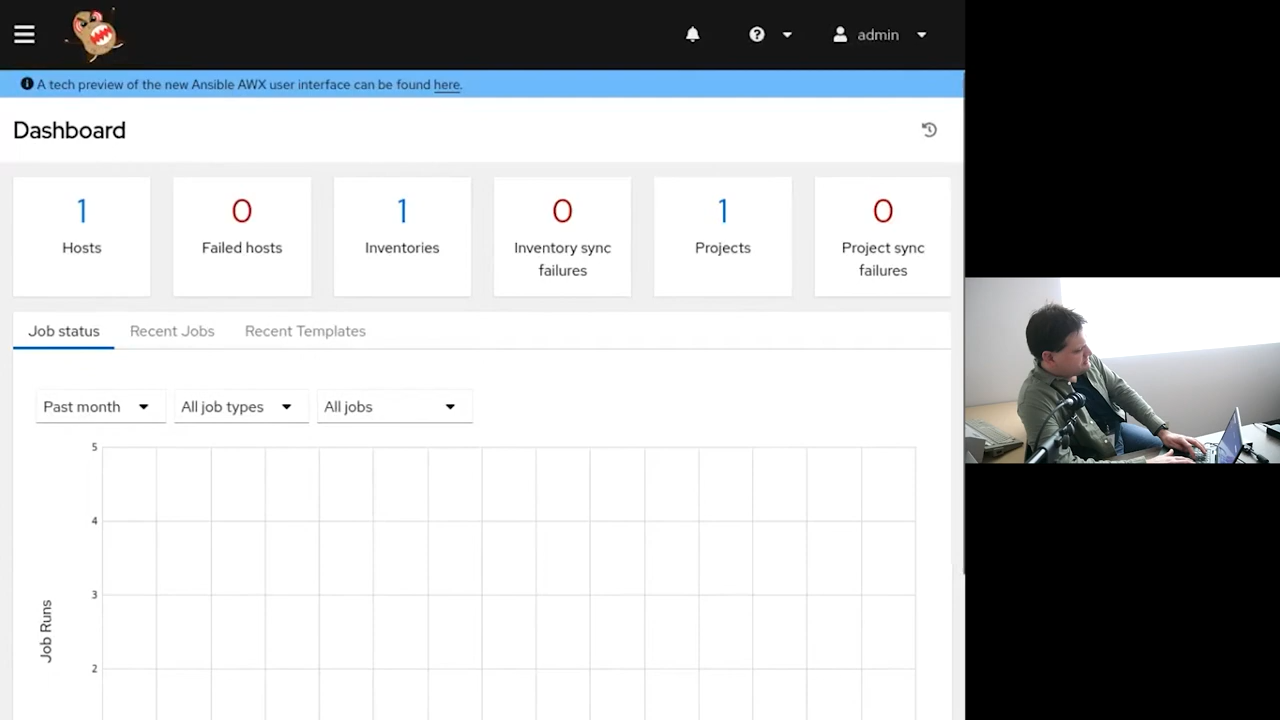 admin
A tech preview of the new Ansible AWX user interface can be found here.
Dashboard
1
Hosts
0
Failed hosts
1
Inventories
0
Inventory sync
failures
1
Projects
0
Project sync
failures
Job status
Recent Jobs
Recent Templates
Past month
All job types
All jobs
5
4
3
2
Job Runs